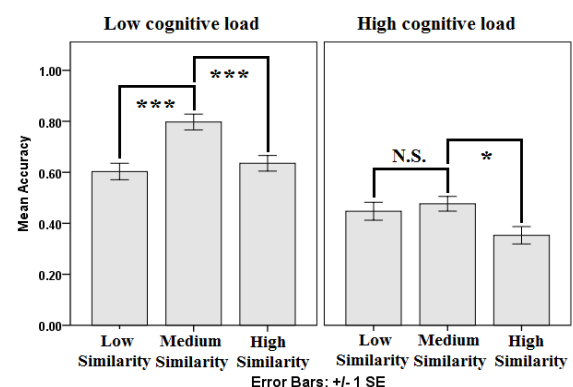 Low cognitive load
High cognitive load
Mean Accuracy
1.00
0.80
0.60
0.40
0.20
0.00
***
***
N.S.
*
Low Similarity
Medium Similarity
High Similarity
Low Similarity
Medium Similarity
High Similarity
Error Bars: +/- 1 SE